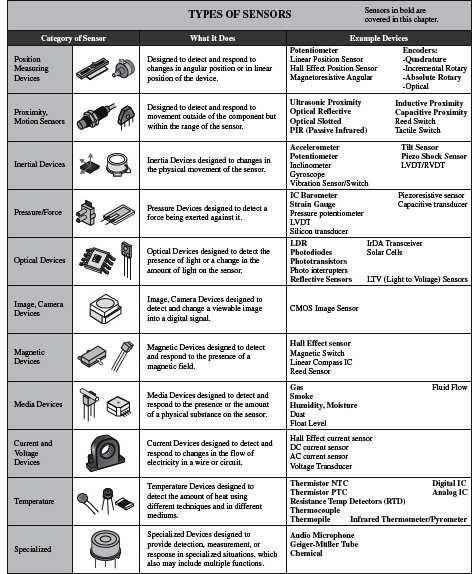 TYPES OF SENSORS
Sensors in bold are
covered in this chapter.
Category of Sensor
What It Does
Example Devices
Position
Measuring
Devices
Designed to detect and respond to
changes in angular position or in linear
position of the device.
Potentometer
Linear Position Sensor
Hall Effect Position Sensor
Magnetoresistive Angular
Encoders:
-Quadrature
-Incremental Rotary
-Absolute Rotary
-Optical
Proximity,
Motion Sensors
Designed to detect and respond to
movement outside of the component but
within the range of the sensor.
Ultrasonic Proximity
Optical Reflective
Optical Slotted
PIR (Passive Infrared)
Inductive Proximity
Capacitive Proximity
Reed Switch
Tactile Switch
Inertial Devices
Inertia Devices designed to changes in
the physical movement of the sensor.
Accelerometer
Potentiometer
Inclinometer
Gyroscope
Vibration Sensor/Switch
Tilt Sensor
Piezo Shock Sensor
LVDT/RVDT
Pressure/Force
Pressure Devices designed to detect a
force being exerted against it.
IC Barometer
Strain Gauge
Pressure potentiometer
LVDT
Silicon transducer
Piezoresistive sensor
Capacitive transducer
Optical Devices
Optical Devices designed to detect the
presence of light or a change in the
amount of light on the sensor.
LDR
Photodiodes
Phototransistors
Photo interrupters
Reflective Sensors
IrDA Transceiver
Solar Cells
LTV (Light to Voltage) Sensors
Image, Camera
Devices
Image, Camera Devices designed to
detect and change a viewable image
into a digital signal.
CMOS Image Sensor
Magnetic
Devices
Magnetic Devices designed to detect
and respond to the presence of a
magnetic field.
Hall Effect sensor
Magnetic Switch
Linear Compass IC
Reed Sensor
Media Devices
Media Devices designed to detect and
respond to the presence or the amount
of a physical substance on the sensor.
Gas
Smoke
Humidity, Moisture
Dust
Float Level
Fluid Flow
Current and
Voltage
Devices
Current Devices designed to detect and
respond to changes in the flow of
electricity in a wire or circuit.
Hall Effect current sensor
DC current sensor
AC current sensor
Voltage Transducer
Temperature
Temperature Devices designed to
detect the amount of heat using
different techniques and in different
mediums.
Thermistor NTC
Thermistor PTC
Resistance Temp Detectors (RTD)
Thermocouple
Thermopile
Digital IC
Analog IC
Infrared Thermometer/Pyrometer
Specialized
Specialized Devices designed to
provide detection, measurement, or
response in specialized situations, which
also may include multiple functions.
Audio Microphone
Geiger-Müller Tube
Chemical